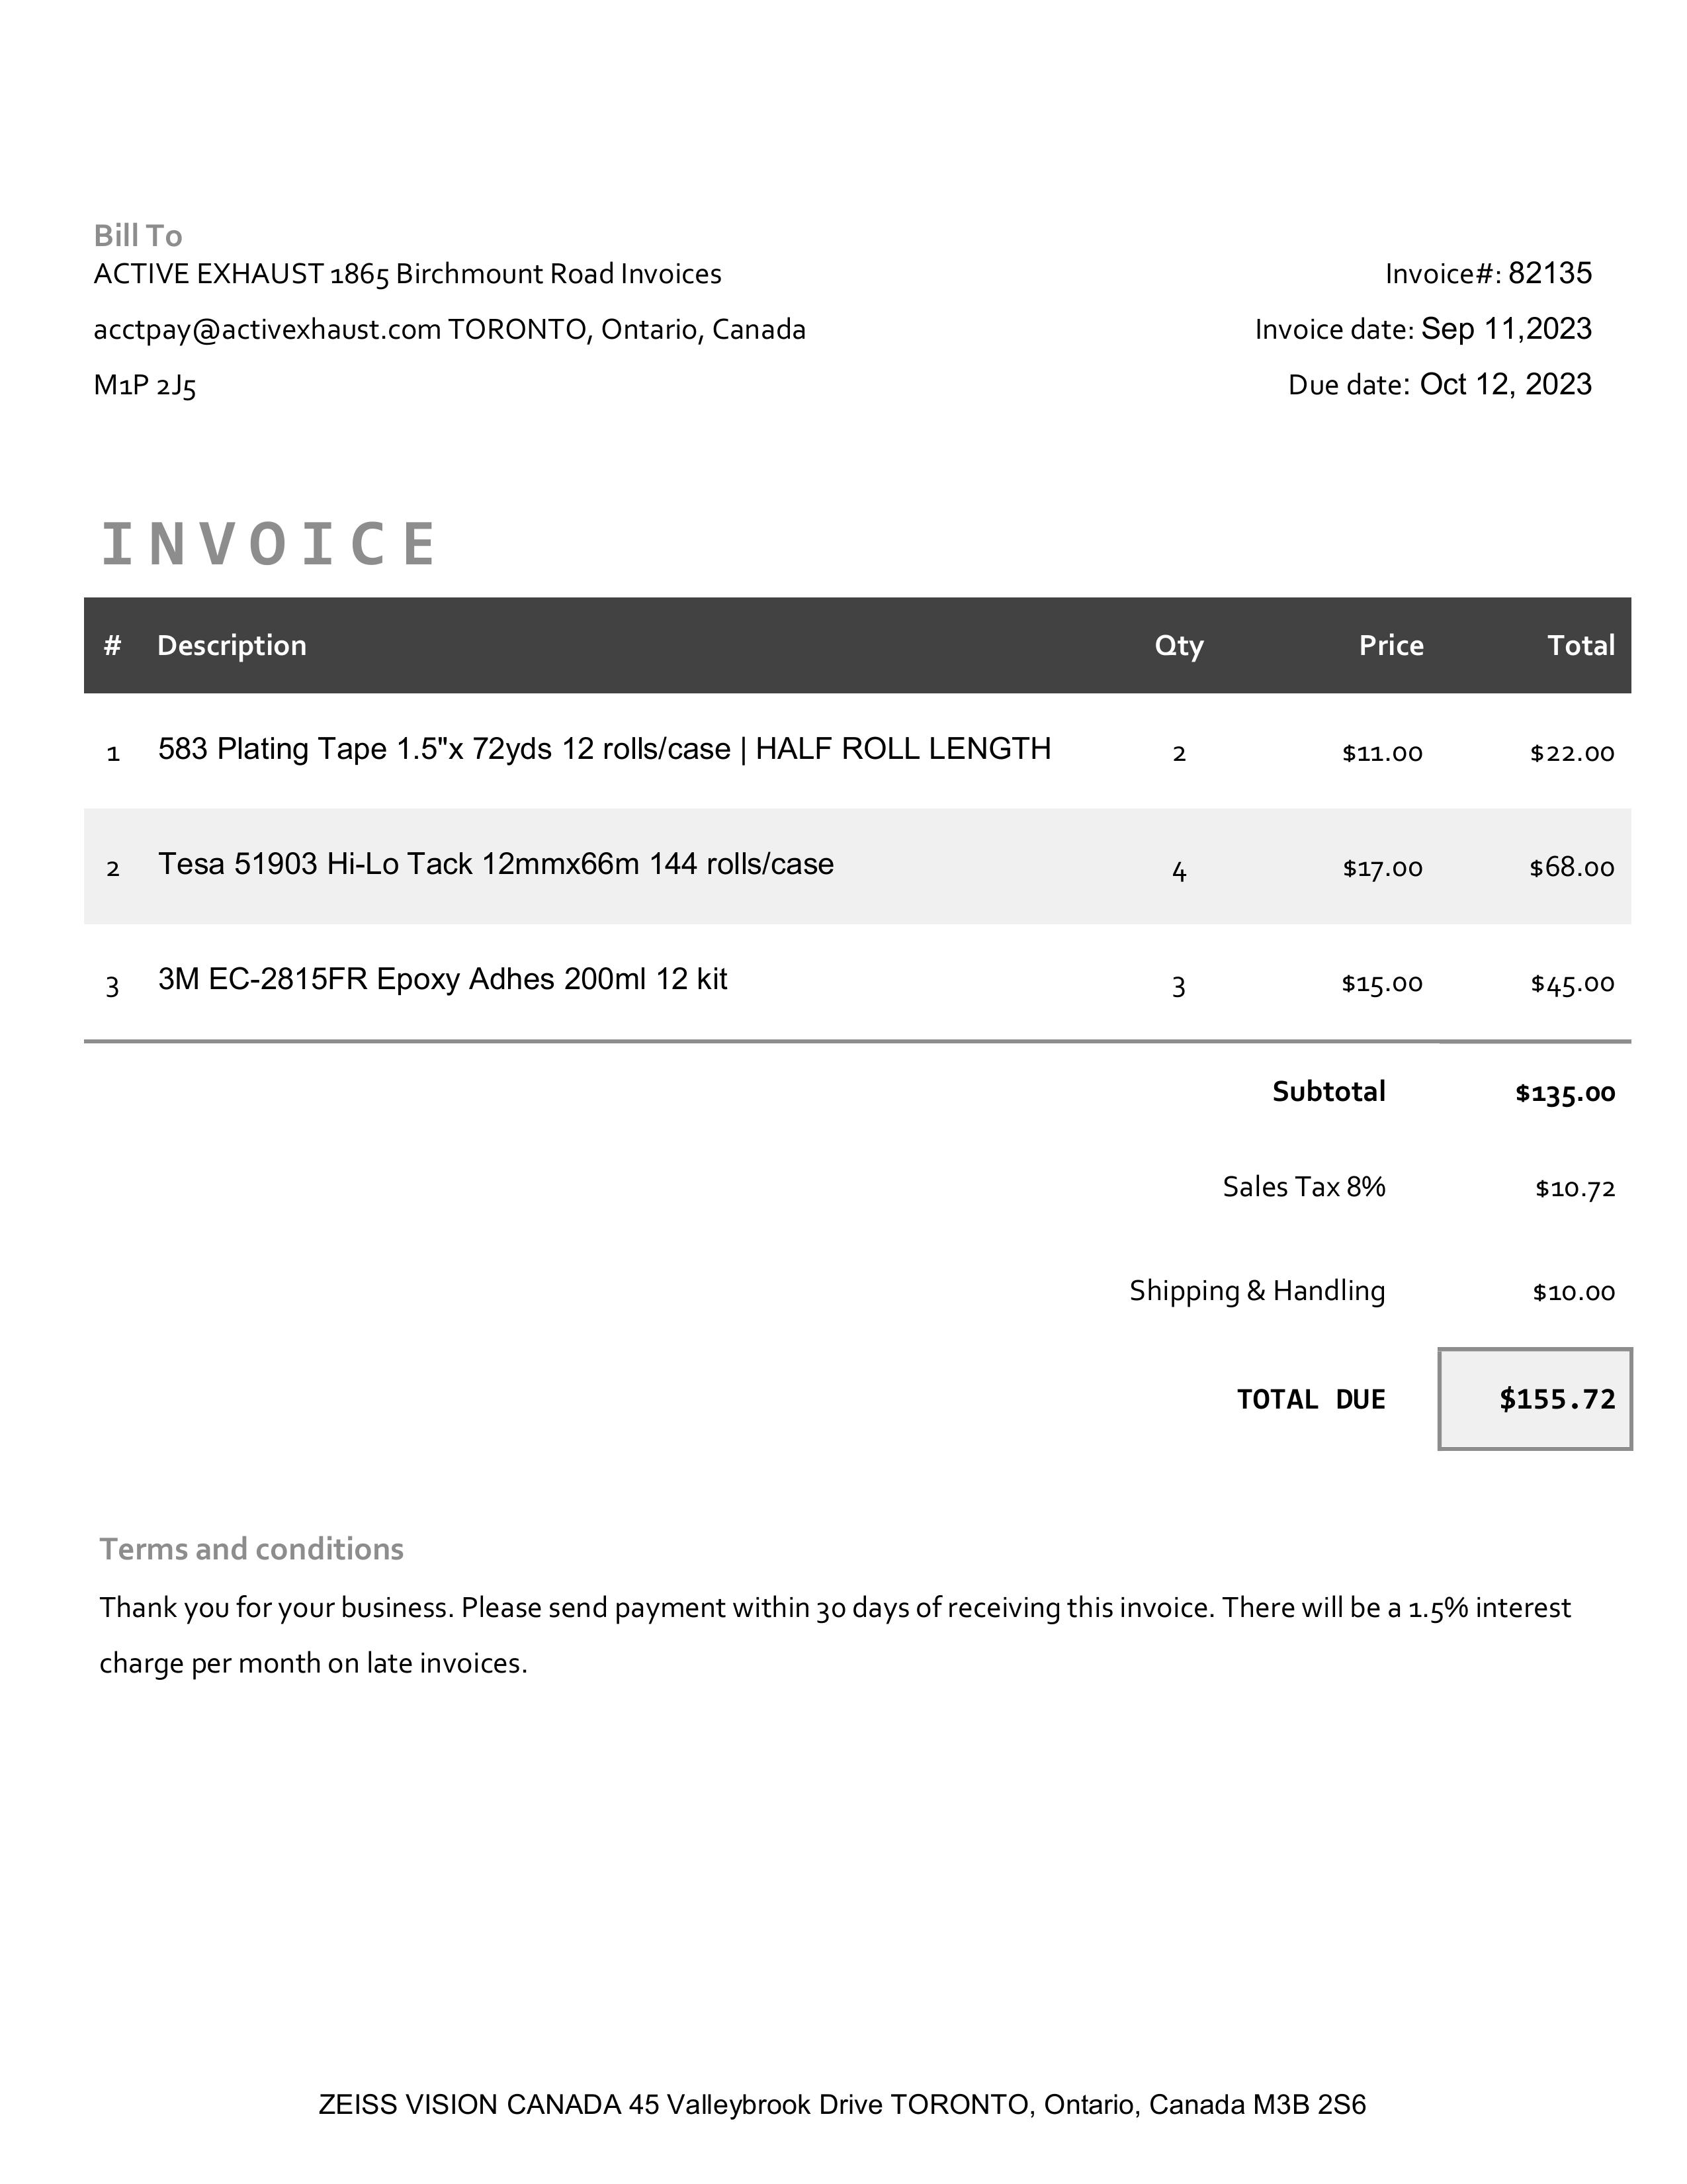 Bill To
ACTIVE EXHAUST 1865 Birchmount Road Invoices
acctpay@activexhaust.com TORONTO, Ontario, Canada
M1P 2J5
Invoice#: 82135
Invoice date: Sep 11,2023
Due date: Oct 12, 2023
INVOICE
# Description Qty Price Total
1 583 Plating Tape 1.5"x 72yds 12 rolls/case | HALF ROLL LENGTH 2 $11.00 $22.00
2 Tesa 51903 Hi-Lo Tack 12mmx66m 144 rolls/case 4 $17.00 $68.00
3 3M EC-2815FR Epoxy Adhes 200ml 12 kit 3 $15.00 $45.00
Subtotal $135.00
Sales Tax 8% $10.72
Shipping & Handling $10.00
TOTAL DUE $155.72
Terms and conditions
Thank you for your business. Please send payment within 30 days of receiving this invoice. There will be a 1.5% interest
charge per month on late invoices.
ZEISS VISION CANADA 45 Valleybrook Drive TORONTO, Ontario, Canada M3B 2S6